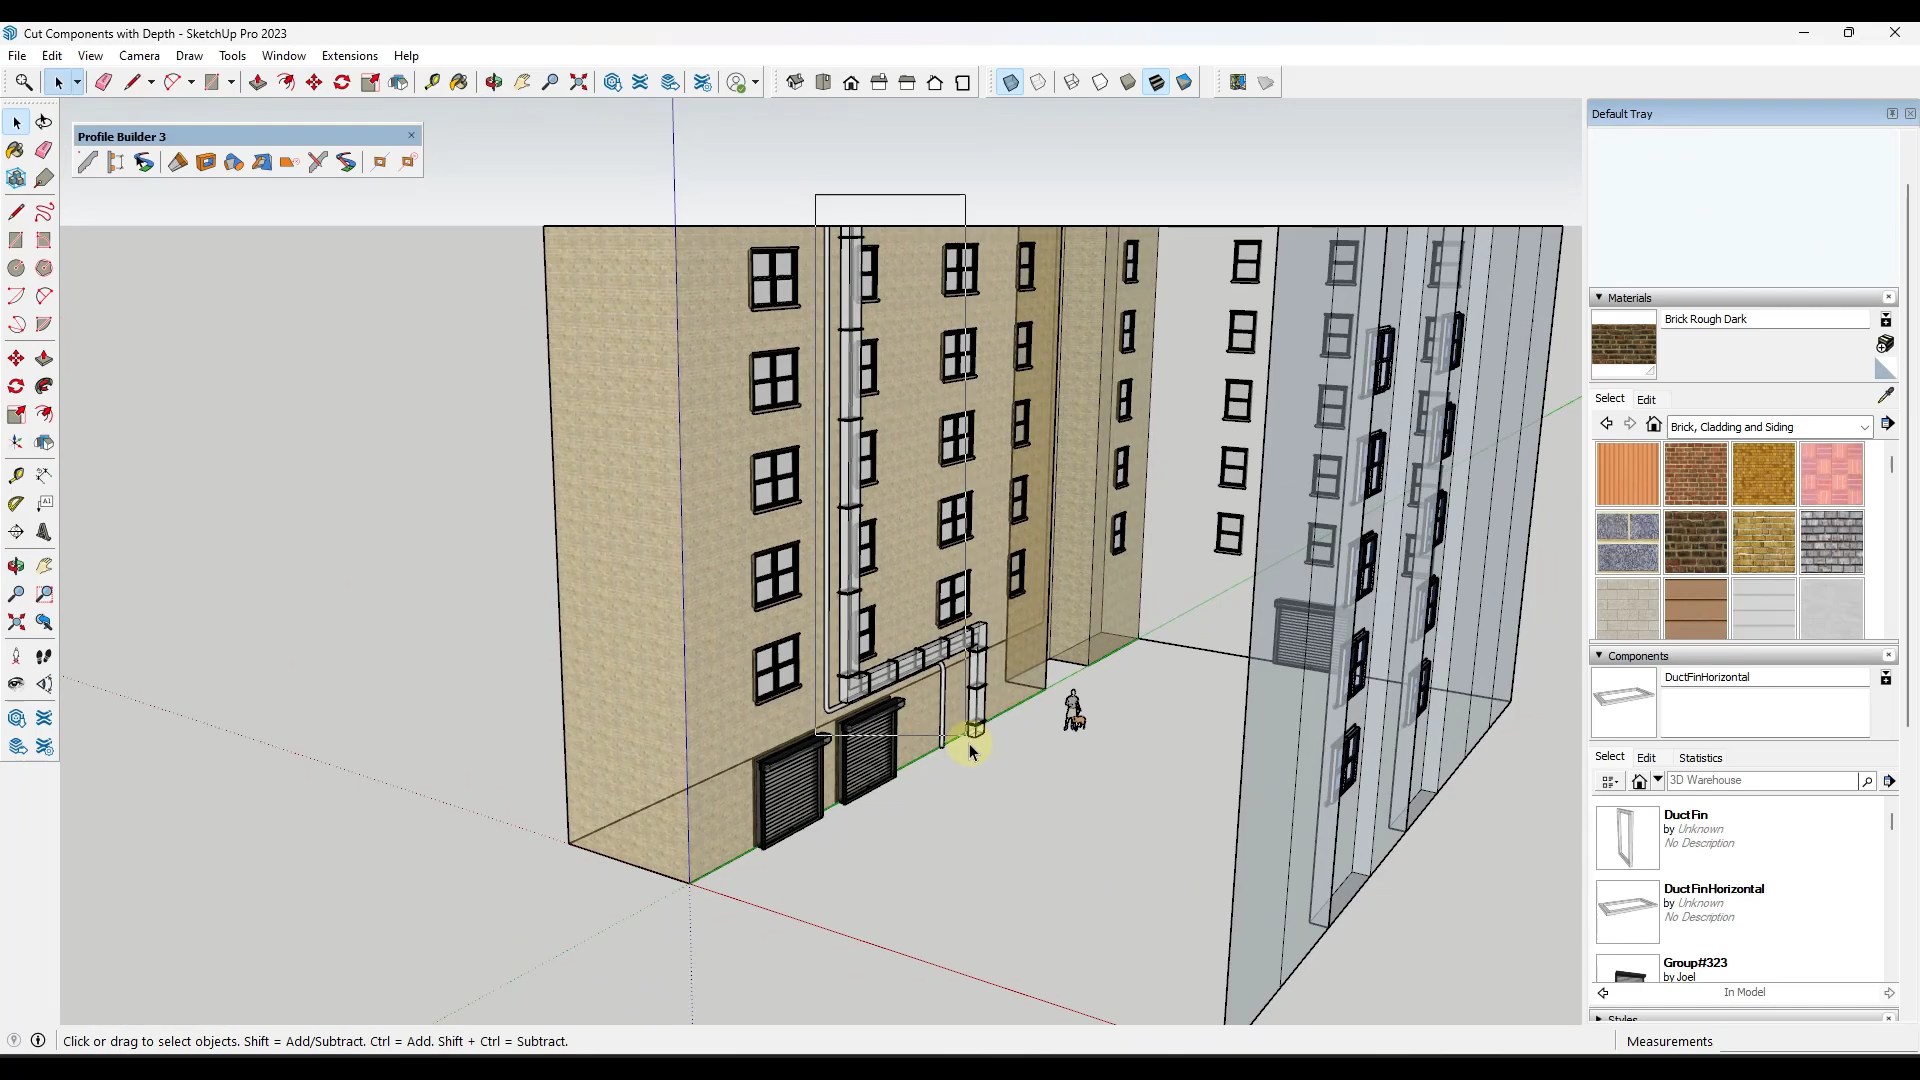 Cut Components with Depth - SketchUp Pro 2023
File Edit View Camera Draw Tools Window Extensions Help
Default Tray
Profile Builder 3
Materials
Brick Rough Dark
Select Edit
Brick, Cladding and Siding
Components
DuctFinHorizontal
Select Edit Statistics
3D Warehouse
DuctFin
by Unknown
No Description
DuctFinHorizontal
by Unknown
No Description
Group#323
by Joel
In Model
Styles
Click or drag to select objects. Shift = Add/Subtract. Ctrl = Add. Shift + Ctrl = Subtract.
Measurements